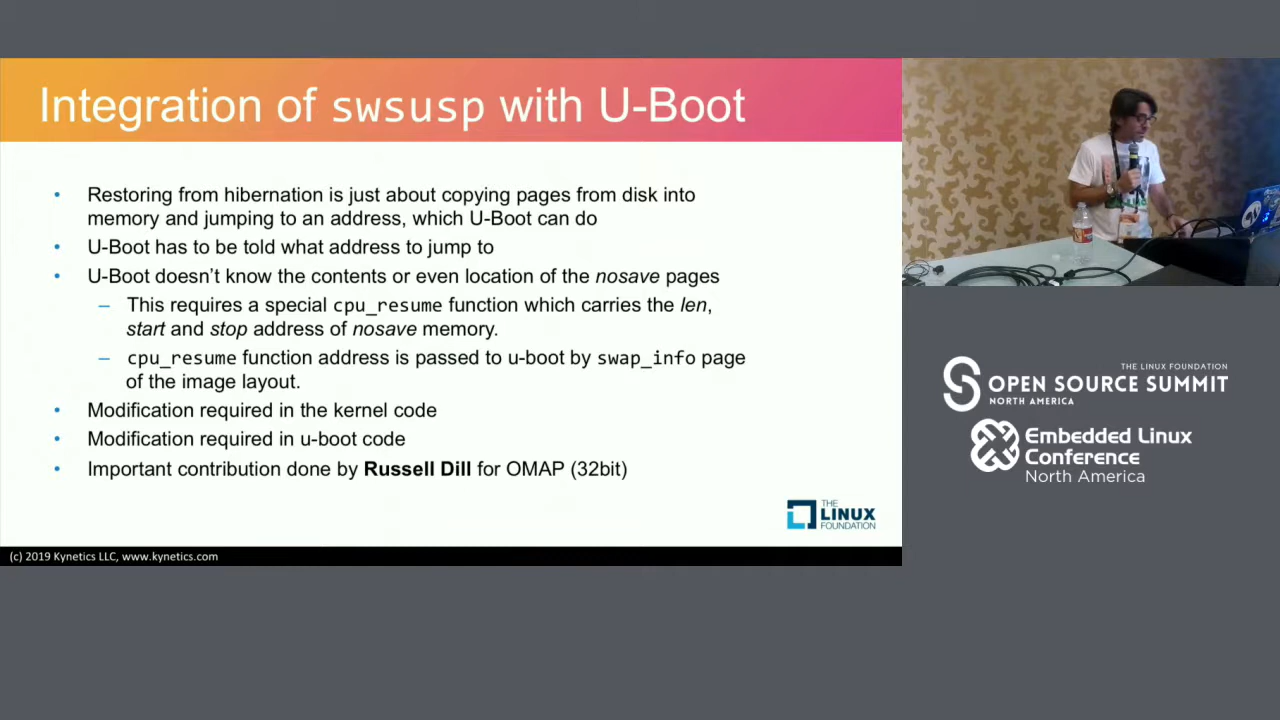 Integration of swsusp with U-Boot
• Restoring from hibernation is just about copying pages from disk into
memory and jumping to an address, which U-Boot can do
• U-Boot has to be told what address to jump to
• U-Boot doesn’t know the contents or even location of the nosave pages
– This requires a special cpu_resume function which carries the len,
start and stop address of nosave memory.
– cpu_resume function address is passed to u-boot by swap_info page
of the image layout.
• Modification required in the kernel code
• Modification required in u-boot code
• Important contribution done by Russell Dill for OMAP (32bit)
THE
LINUX
FOUNDATION
(c) 2019 Kynetics LLC, www.kynetics.com
THE LINUX FOUNDATION
OPEN SOURCE SUMMIT
NORTH AMERICA
Embedded Linux
Conference
North America